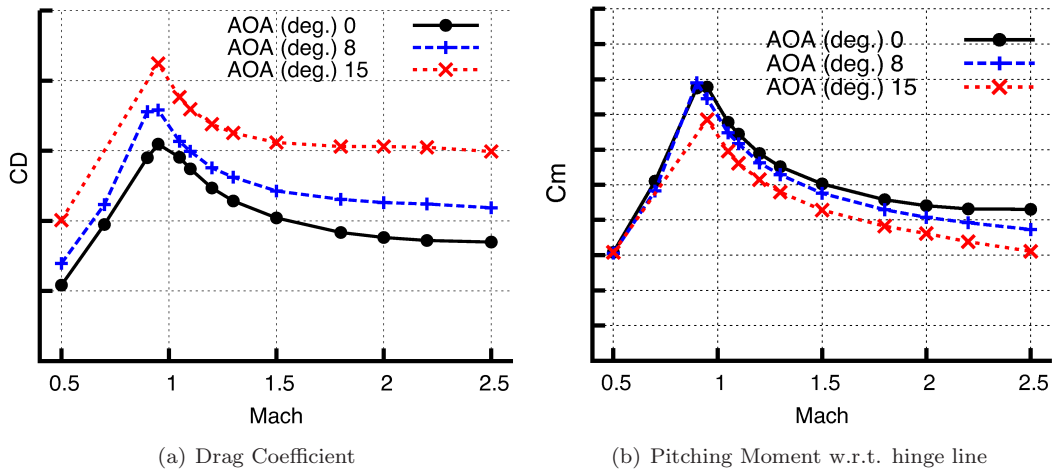 AOA (deg.) 0
AOA (deg.) 8
AOA (deg.) 15
CD
0.5 1 1.5 2 2.5
Mach
(a) Drag Coefficient
AOA (deg.) 0
AOA (deg.) 8
AOA (deg.) 15
Cm
0.5 1 1.5 2 2.5
Mach
(b) Pitching Moment w.r.t. hinge line